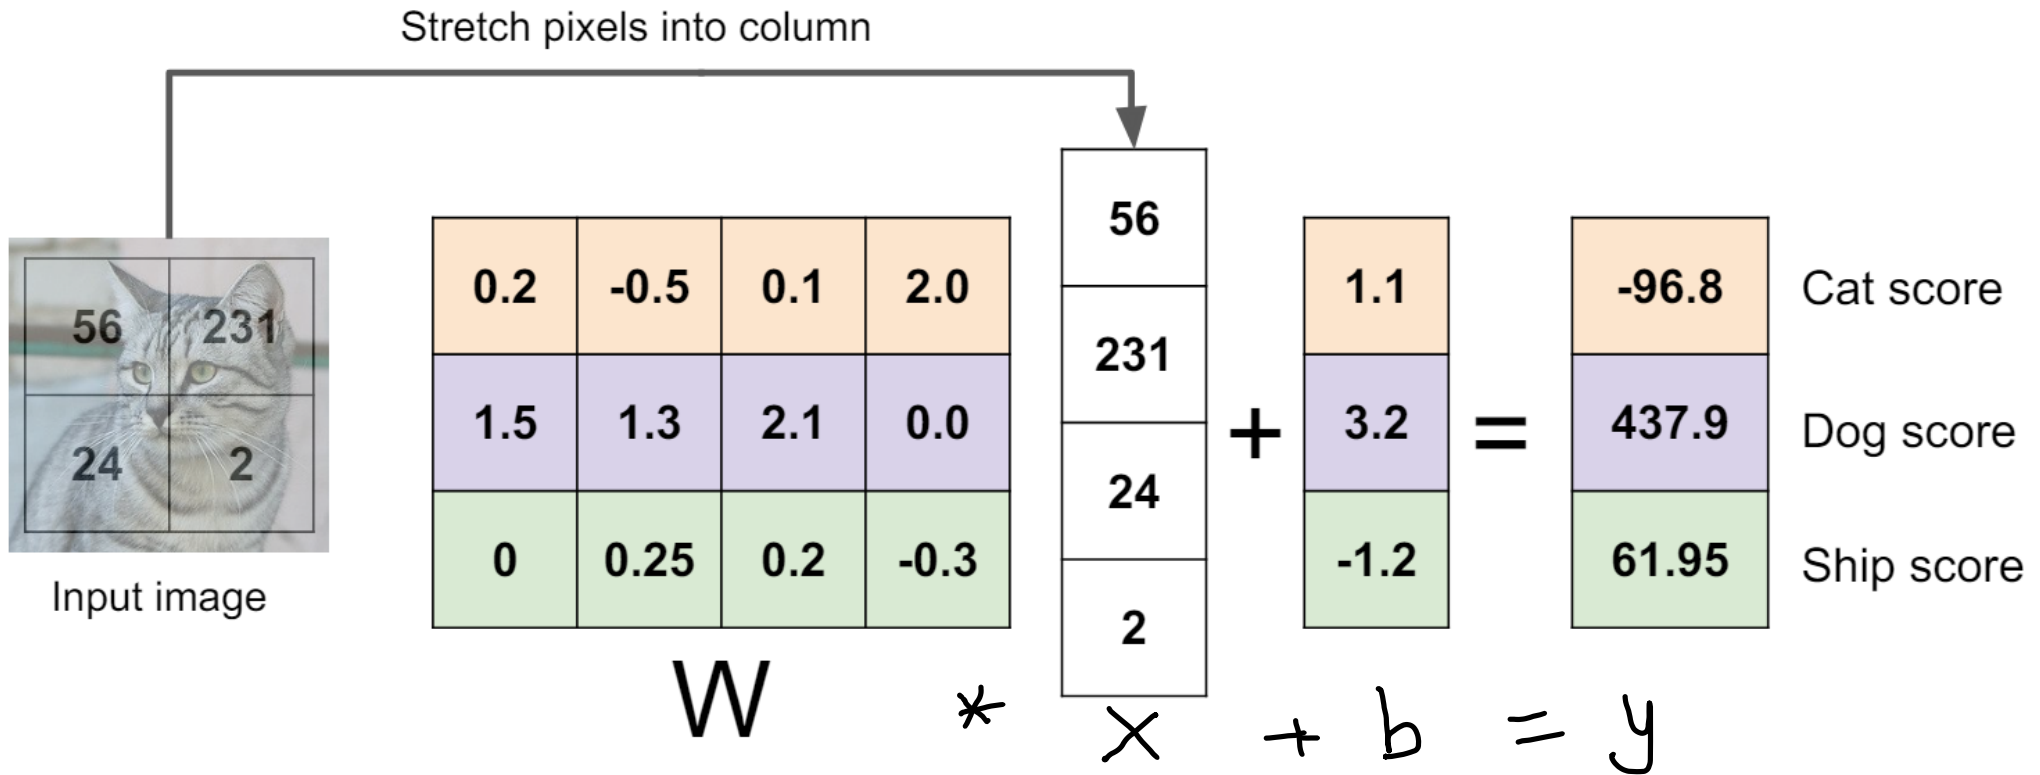 Stretch pixels into column
56 231
24 2
Input image
0.2 -0.5 0.1 2.0
1.5 1.3 2.1 0.0
0 0.25 0.2 -0.3
56
231
24
2
+
1.1
3.2
-1.2
=
-96.8 Cat score
437.9 Dog score
61.95 Ship score
W * x + b = y